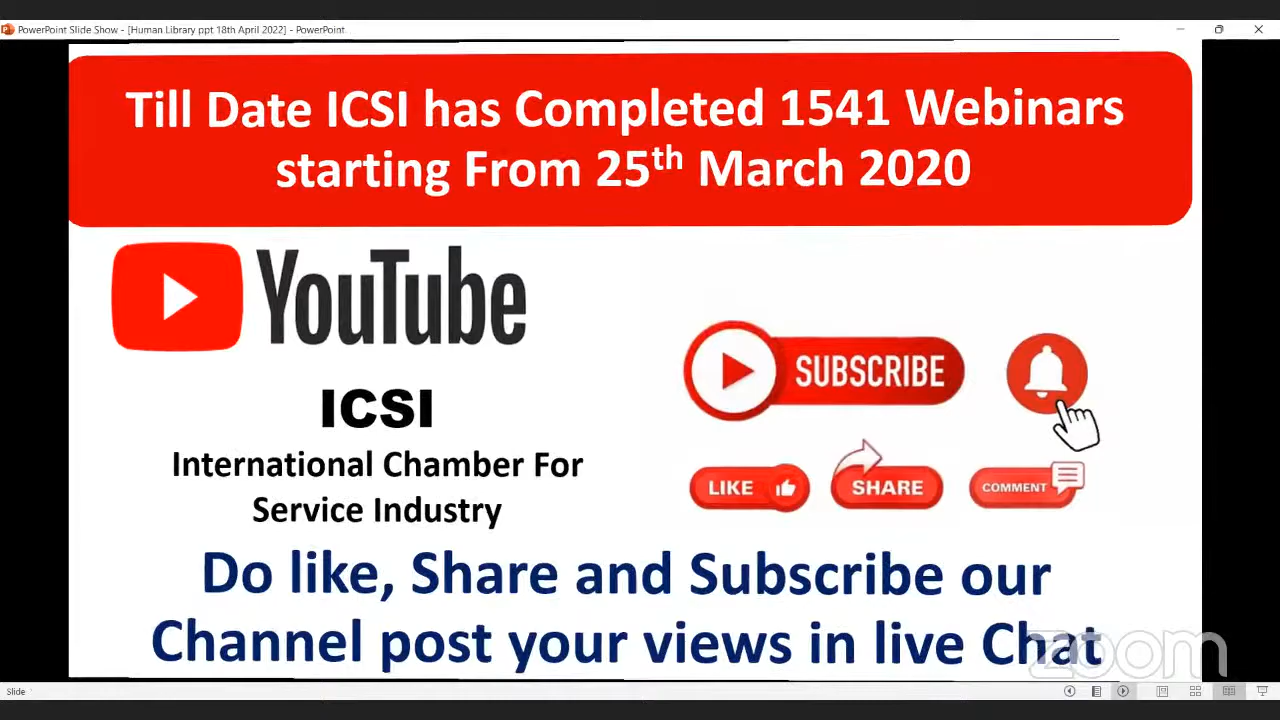 PowerPoint Slide Show - [Human Library ppt 18th April 2022] - PowerPoint
Till Date ICSI has Completed 1541 Webinars
starting From 25th March 2020
YouTube
SUBSCRIBE
ICSI
International Chamber For
Service Industry
LIKE
SHARE
COMMENT
Do like, Share and Subscribe our
Channel post your views in live Chat
zoom
Slide